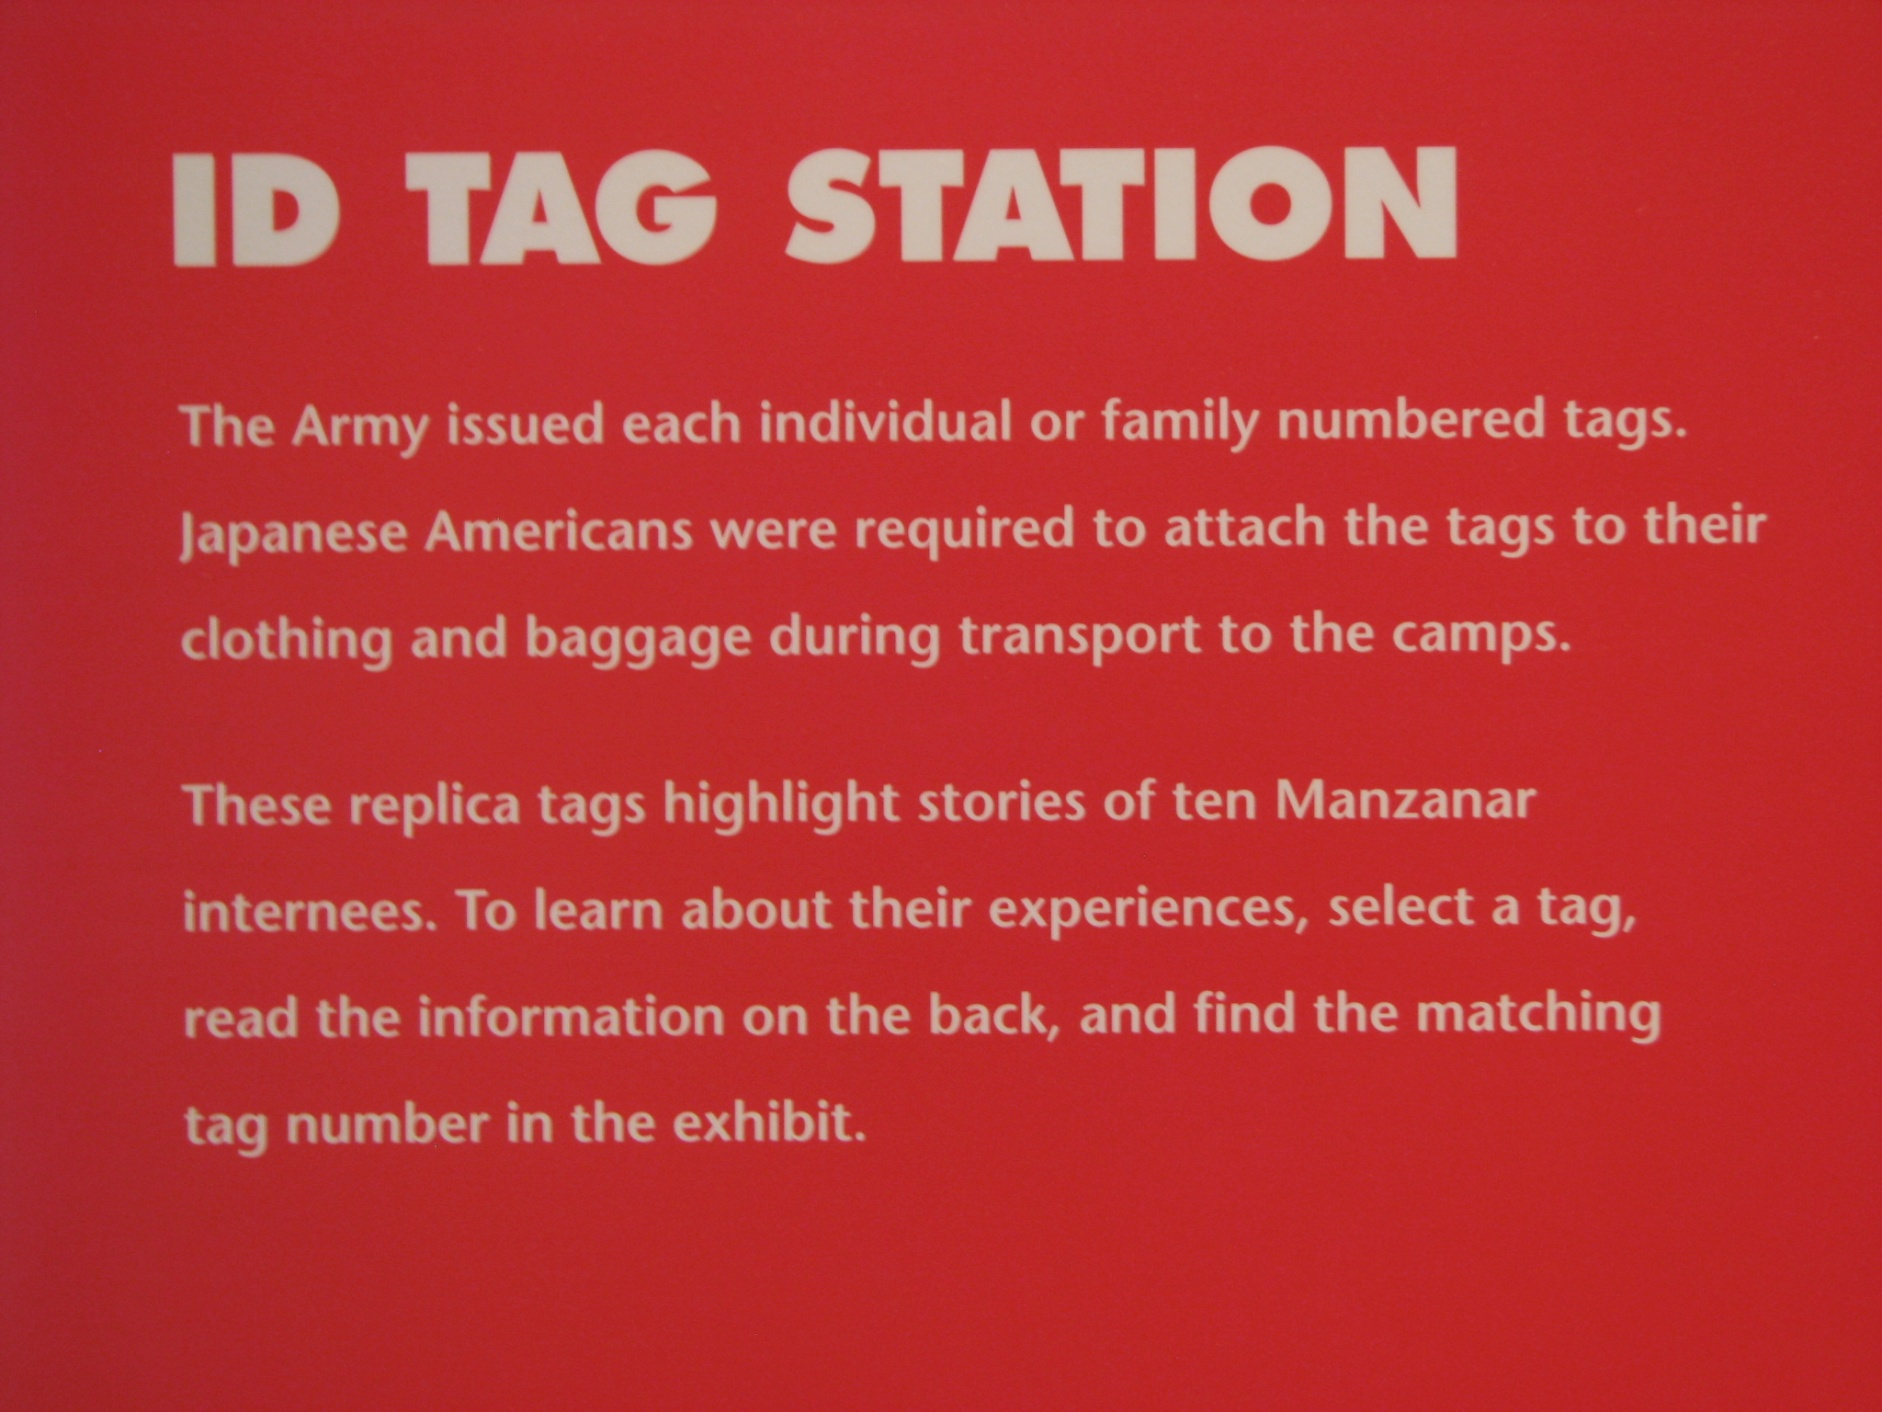 ID TAG STATION
The Army issued each individual or family numbered tags.
Japanese Americans were required to attach the tags to their
clothing and baggage during transport to the camps.
These replica tags highlight stories of ten Manzanar
internees. To learn about their experiences, select a tag,
read the information on the back, and find the matching
tag number in the exhibit.